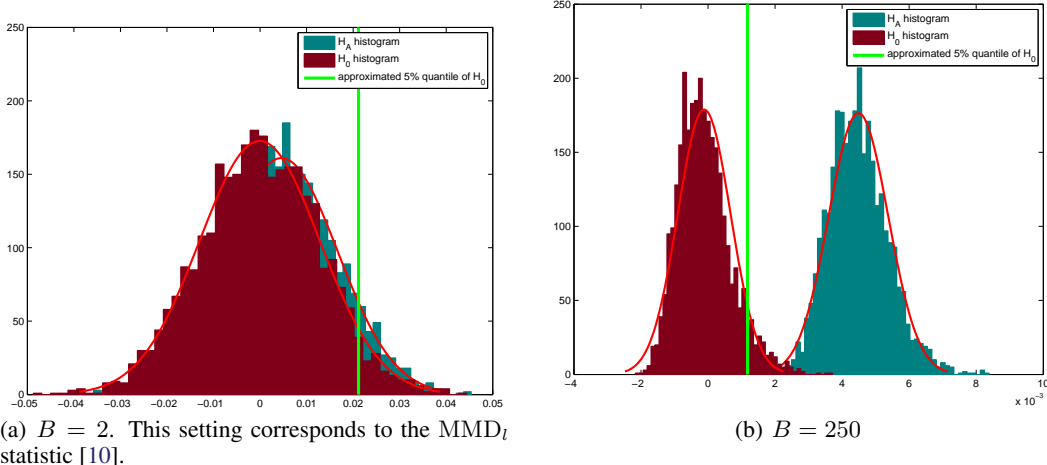 250
200
150
100
50
0
−0.05 −0.04 −0.03 −0.02 −0.01 0 0.01 0.02 0.03 0.04 0.05
H_A histogram
H_0 histogram
approximated 5% quantile of H_0
(a) B = 2. This setting corresponds to the MMD_l
statistic [10].
250
200
150
100
50
0
−4 −2 0 2 4 6 8 10
x 10^−3
H_A histogram
H_0 histogram
approximated 5% quantile of H_0
(b) B = 250